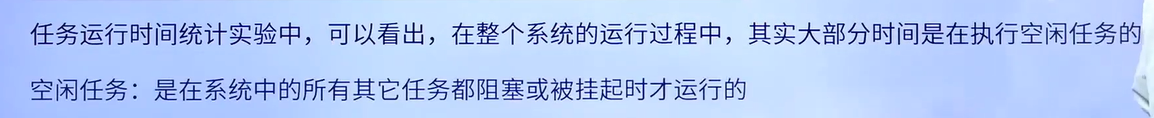 任务运行时间统计实验中，可以看出，在整个系统的运行过程中，其实大部分时间是在执行空闲任务的
空闲任务：是在系统中的所有其它任务都阻塞或被挂起时才运行的